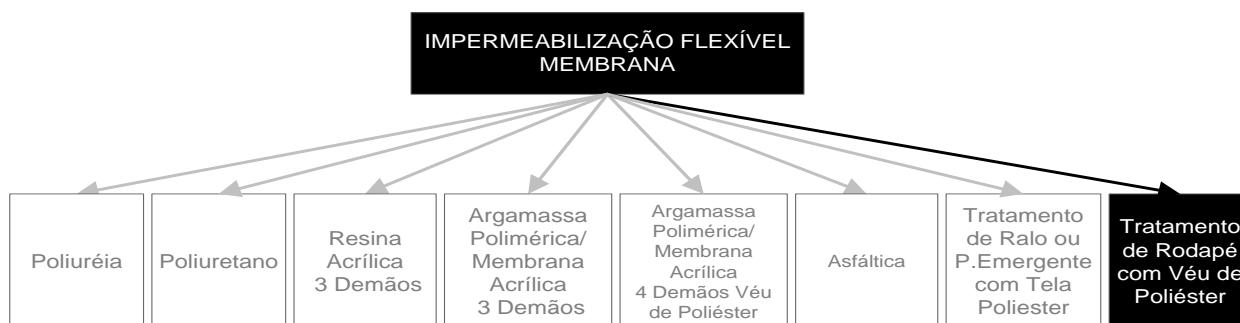 IMPERMEABILIZAÇÃO FLEXÍVEL
MEMBRANA
Poliuréia
Poliuretano
Resina
Acrílica
3 Demãos
Argamassa
Polimérica/
Membrana
Acrílica
3 Demãos
Argamassa
Polimérica/
Membrana
Acrílica
4 Demãos Véu
de Poliéster
Asfáltica
Tratamento
de Ralo ou
P.Emergente
com Tela
Poliester
Tratamento
de Rodapé
com Véu de
Poliéster